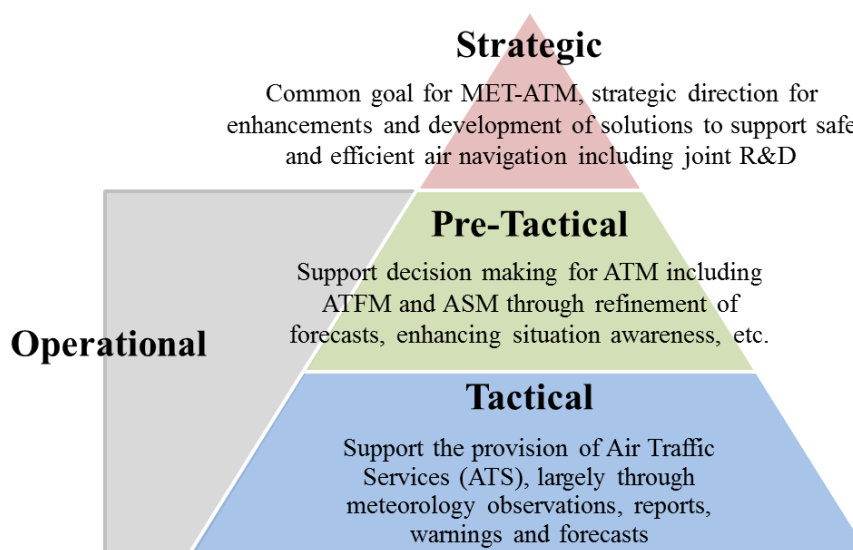 Strategic
Common goal for MET-ATM, strategic direction for
enhancements and development of solutions to support safe
and efficient air navigation including joint R&D
Pre-Tactical
Support decision making for ATM including
ATFM and ASM through refinement of
forecasts, enhancing situation awareness, etc.
Operational
Tactical
Support the provision of Air Traffic
Services (ATS), largely through
meteorology observations, reports,
warnings and forecasts